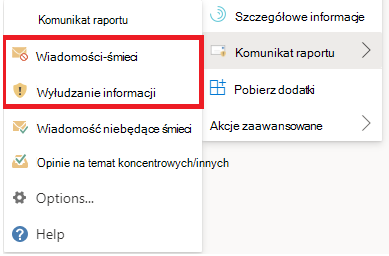 Komunikat raportu
Wiadomości-śmieci
Wyłudzanie informacji
Wiadomość niebędące śmieci
Opinie na temat koncentrowych/innych
Options...
Help
Szczegółowe informacje
Komunikat raportu
Pobierz dodatki
Akcje zaawansowane